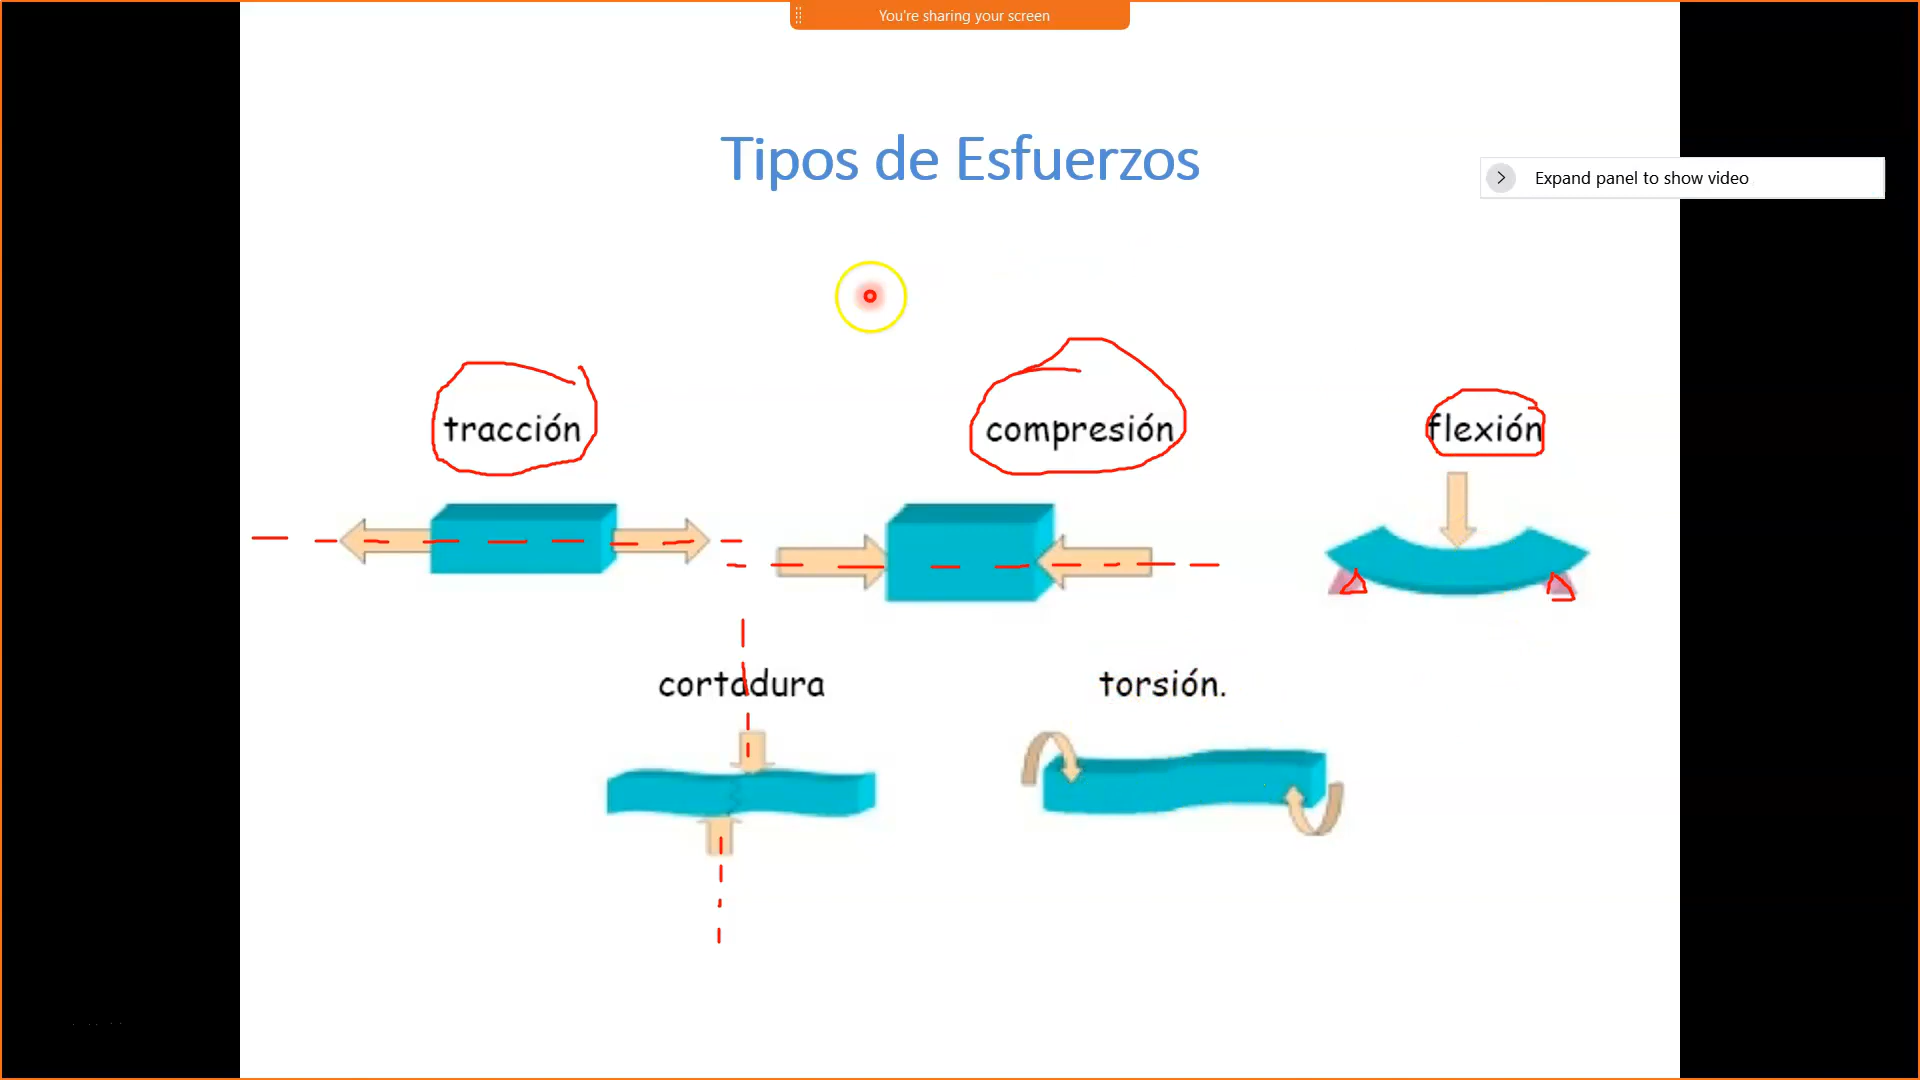 You're sharing your screen
Tipos de Esfuerzos
Expand panel to show video
tracción
compresión
flexión
cortadura
torsión.